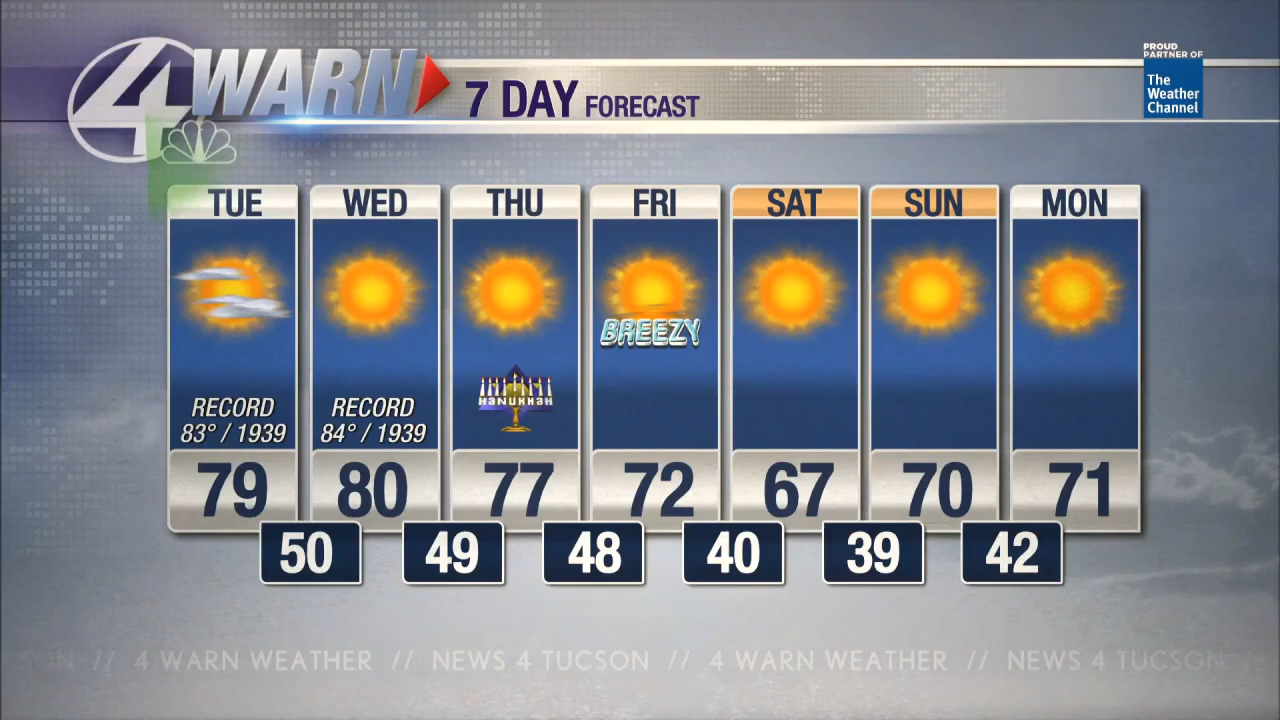 4WARN
7 DAY FORECAST
PROUD
PARTNER OF
The
Weather
Channel
TUE WED THU FRI SAT SUN MON
BREEZY
HANUKKAH
RECORD RECORD
83° / 1939 84° / 1939
79 80 77 72 67 70 71
50 49 48 40 39 42
SON // 4 WARN WEATHER // NEWS 4 TUCSON // 4 WARN WEATHER // NEWS 4 TUCSON